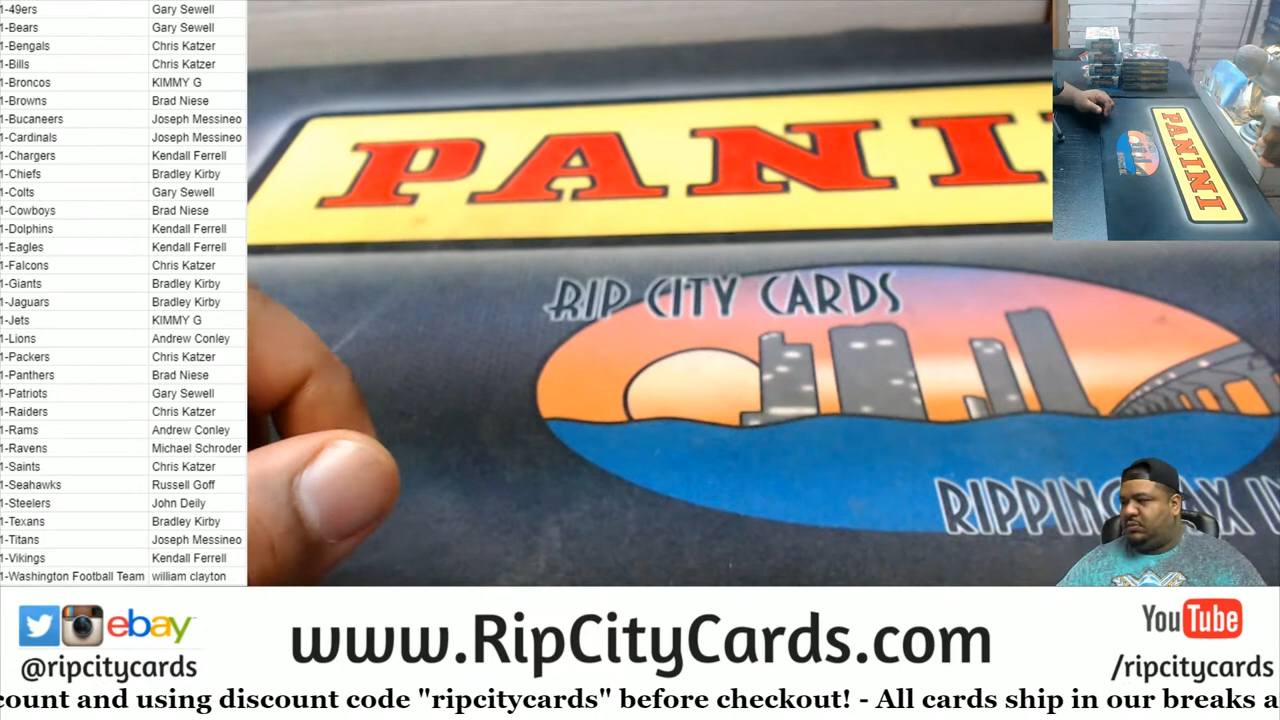 1-49ers Gary Sewell
1-Bears Gary Sewell
1-Bengals Chris Katzer
1-Bills Chris Katzer
1-Broncos KIMMY G
1-Browns Brad Niese
1-Bucaneers Joseph Messineo
1-Cardinals Joseph Messineo
1-Chargers Kendall Ferrell
1-Chiefs Bradley Kirby
1-Colts Gary Sewell
1-Cowboys Brad Niese
1-Dolphins Kendall Ferrell
1-Eagles Kendall Ferrell
1-Falcons Chris Katzer
1-Giants Bradley Kirby
1-Jaguars Bradley Kirby
1-Jets KIMMY G
1-Lions Andrew Conley
1-Packers Chris Katzer
1-Panthers Brad Niese
1-Patriots Gary Sewell
1-Raiders Chris Katzer
1-Rams Andrew Conley
1-Ravens Michael Schroder
1-Saints Chris Katzer
1-Seahawks Russell Goff
1-Steelers John Deily
1-Texans Bradley Kirby
1-Titans Joseph Messineo
1-Vikings Kendall Ferrell
1-Washington Football Team william clayton
PANI
RIP CITY CARDS
RIPPING
PANINI
ebay
@ripcitycards
www.RipCityCards.com
YouTube
/ripcitycards
count and using discount code "ripcitycards" before checkout! - All cards ship in our breaks a